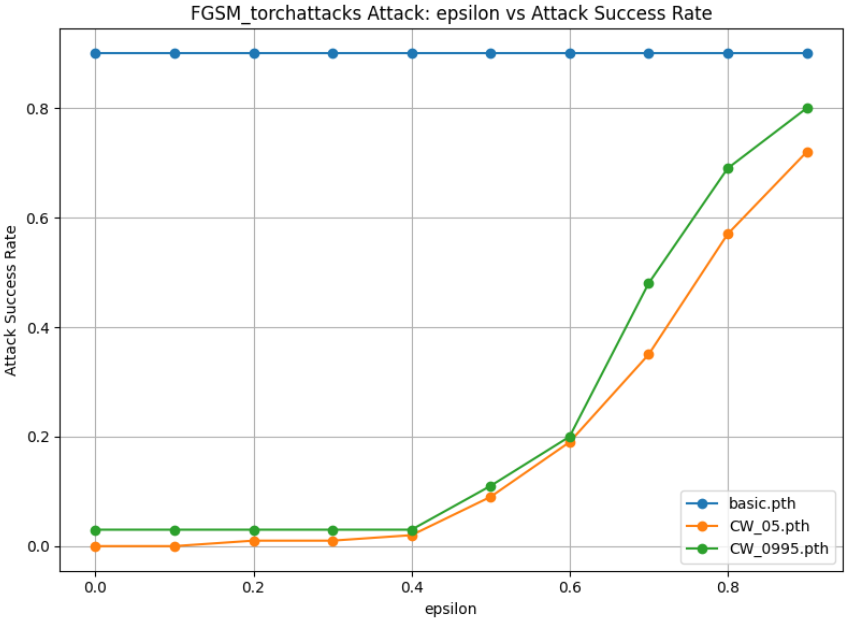 FGSM_torchattacks Attack: epsilon vs Attack Success Rate
Attack Success Rate
0.8
0.6
0.4
0.2
0.0
0.0 0.2 0.4 0.6 0.8
epsilon
basic.pth
CW_05.pth
CW_0995.pth